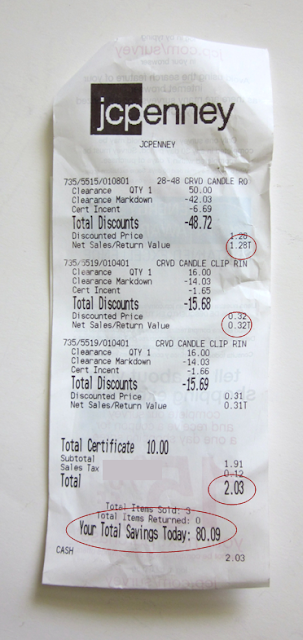 jcpenney
JCPENNEY
735/5515/010801 28-48 CRVD CANDLE RO
Clearance QTY 1 50.00
Clearance Markdown -42.03
Cert Incent -6.69
Total Discounts -48.72
Discounted Price 1.28
Net Sales/Return Value 1.28T
735/5519/010401 CRVD CANDLE CLIP RIN
Clearance QTY 1 16.00
Clearance Markdown -14.03
Cert Incent -1.65
Total Discounts -15.68
Discounted Price 0.32
Net Sales/Return Value 0.32T
735/5519/010401 CRVD CANDLE CLIP RIN
Clearance QTY 1 16.00
Clearance Markdown -14.03
Cert Incent -1.66
Total Discounts -15.69
Discounted Price 0.31
Net Sales/Return Value 0.31T
Total Certificate 10.00
Subtotal 1.91
Sales Tax 0.12
Total 2.03
Total Items Sold: 3
Total Items Returned: 0
Your Total Savings Today: 80.09
CASH 2.03